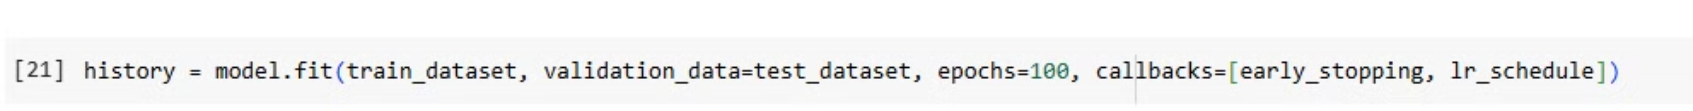 [21] history = model.fit(train_dataset, validation_data=test_dataset, epochs=100, callbacks=[early_stopping, lr_schedule])